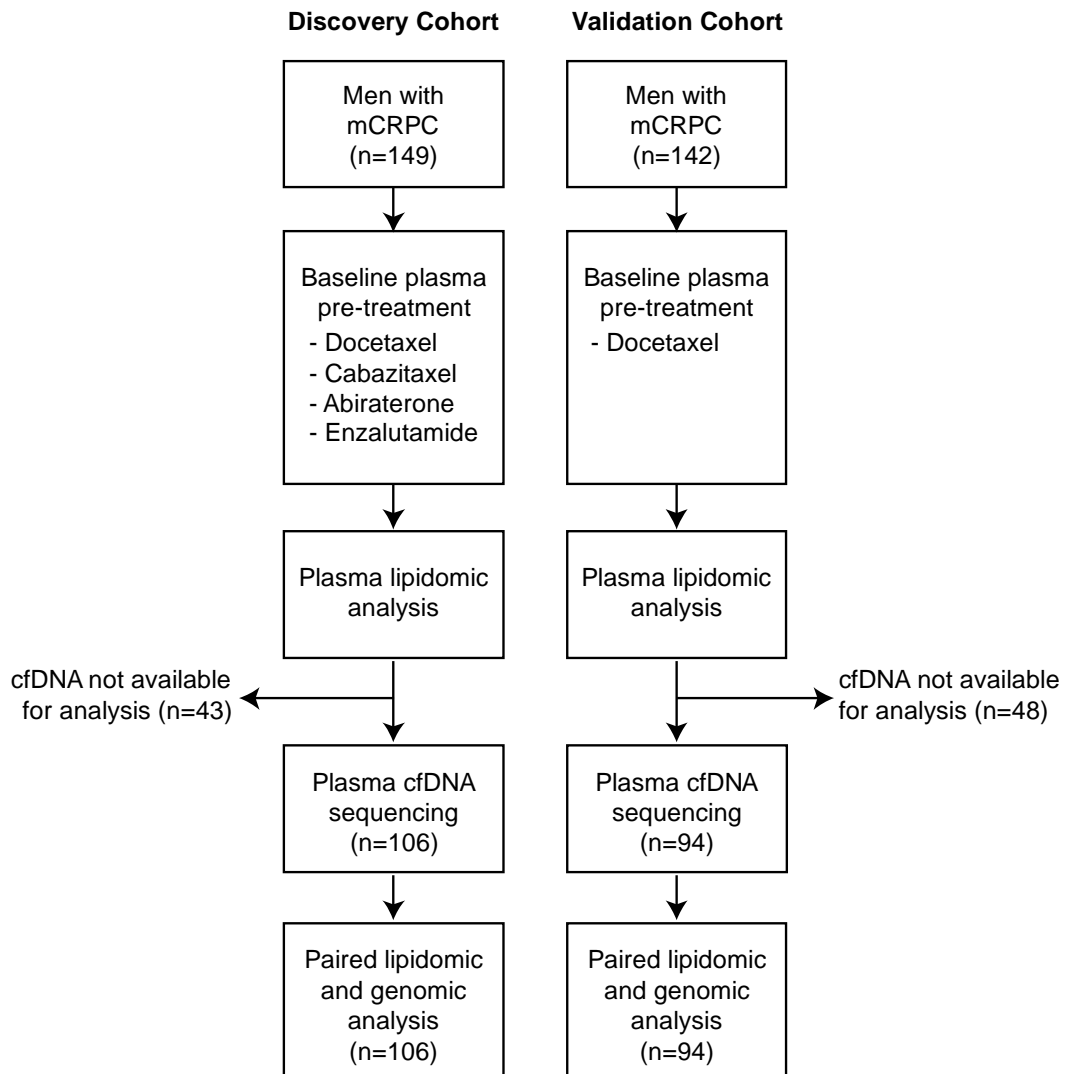 Discovery Cohort
Men with
mCRPC
(n=149)
Baseline plasma
pre-treatment
- Docetaxel
- Cabazitaxel
- Abiraterone
- Enzalutamide
Plasma lipidomic
analysis
cfDNA not available
for analysis (n=43)
Plasma cfDNA
sequencing
(n=106)
Paired lipidomic
and genomic
analysis
(n=106)
Validation Cohort
Men with
mCRPC
(n=142)
Baseline plasma
pre-treatment
- Docetaxel
Plasma lipidomic
analysis
cfDNA not available
for analysis (n=48)
Plasma cfDNA
sequencing
(n=94)
Paired lipidomic
and genomic
analysis
(n=94)